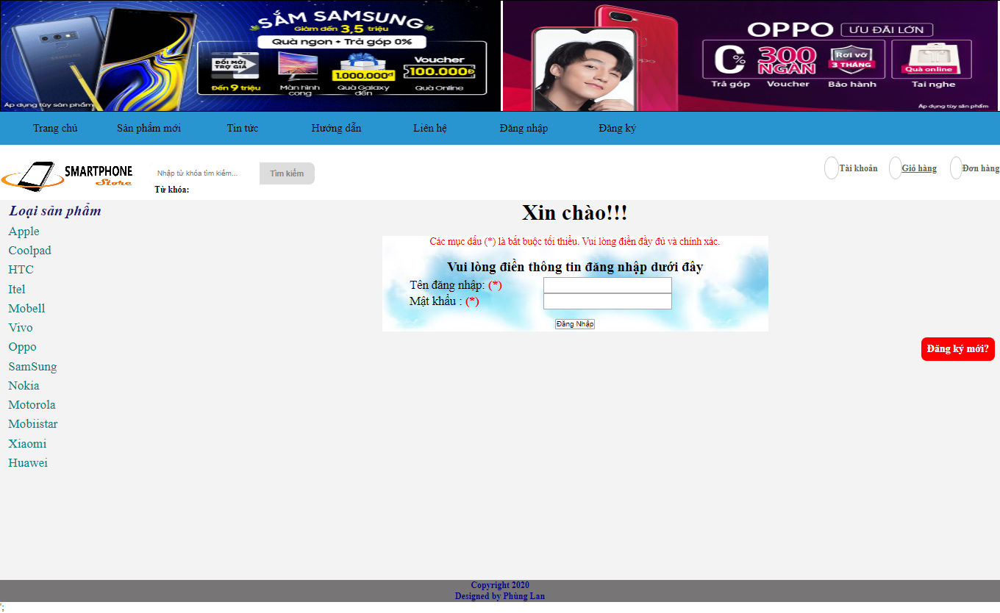 SẮM SAMSUNG
Giảm đến 3,5 triệu
Quà ngon + Trả góp 0%
ĐỔI MỚI
TRỢ GIÁ
Đến 9 triệu
Màn hình
cong
1.000.000đ
Quà Galaxy
đến
Voucher
100.000Đ
Quà Online
Áp dụng tùy sản phẩm
SAMSUNG
OPPO
OPPO ƯU ĐÃI LỚN
0%
Trả góp
300
NGÀN
Voucher
Rơi vỡ
3 THÁNG
Bảo hành
Quà online
Tai nghe
Áp dụng tùy sản phẩm
Trang chủ Sản phẩm mới Tin tức Hướng dẫn Liên hệ Đăng nhập Đăng ký
SMARTPHONE
Store
Nhập từ khóa tìm kiếm... Tìm kiếm
Từ khóa:
Tài khoản Giỏ hàng Đơn hàng
Loại sản phẩm
Apple
Coolpad
HTC
Itel
Mobell
Vivo
Oppo
SamSung
Nokia
Motorola
Mobiistar
Xiaomi
Huawei
Xin chào!!!
Các mục dấu (*) là bắt buộc tối thiểu. Vui lòng điền đầy đủ và chính xác.
Vui lòng điền thông tin đăng nhập dưới đây
Tên đăng nhập: (*)
Mật khẩu : (*)
Đăng Nhập
Đăng ký mới?
Copyright 2020
Designed by Phùng Lan
';